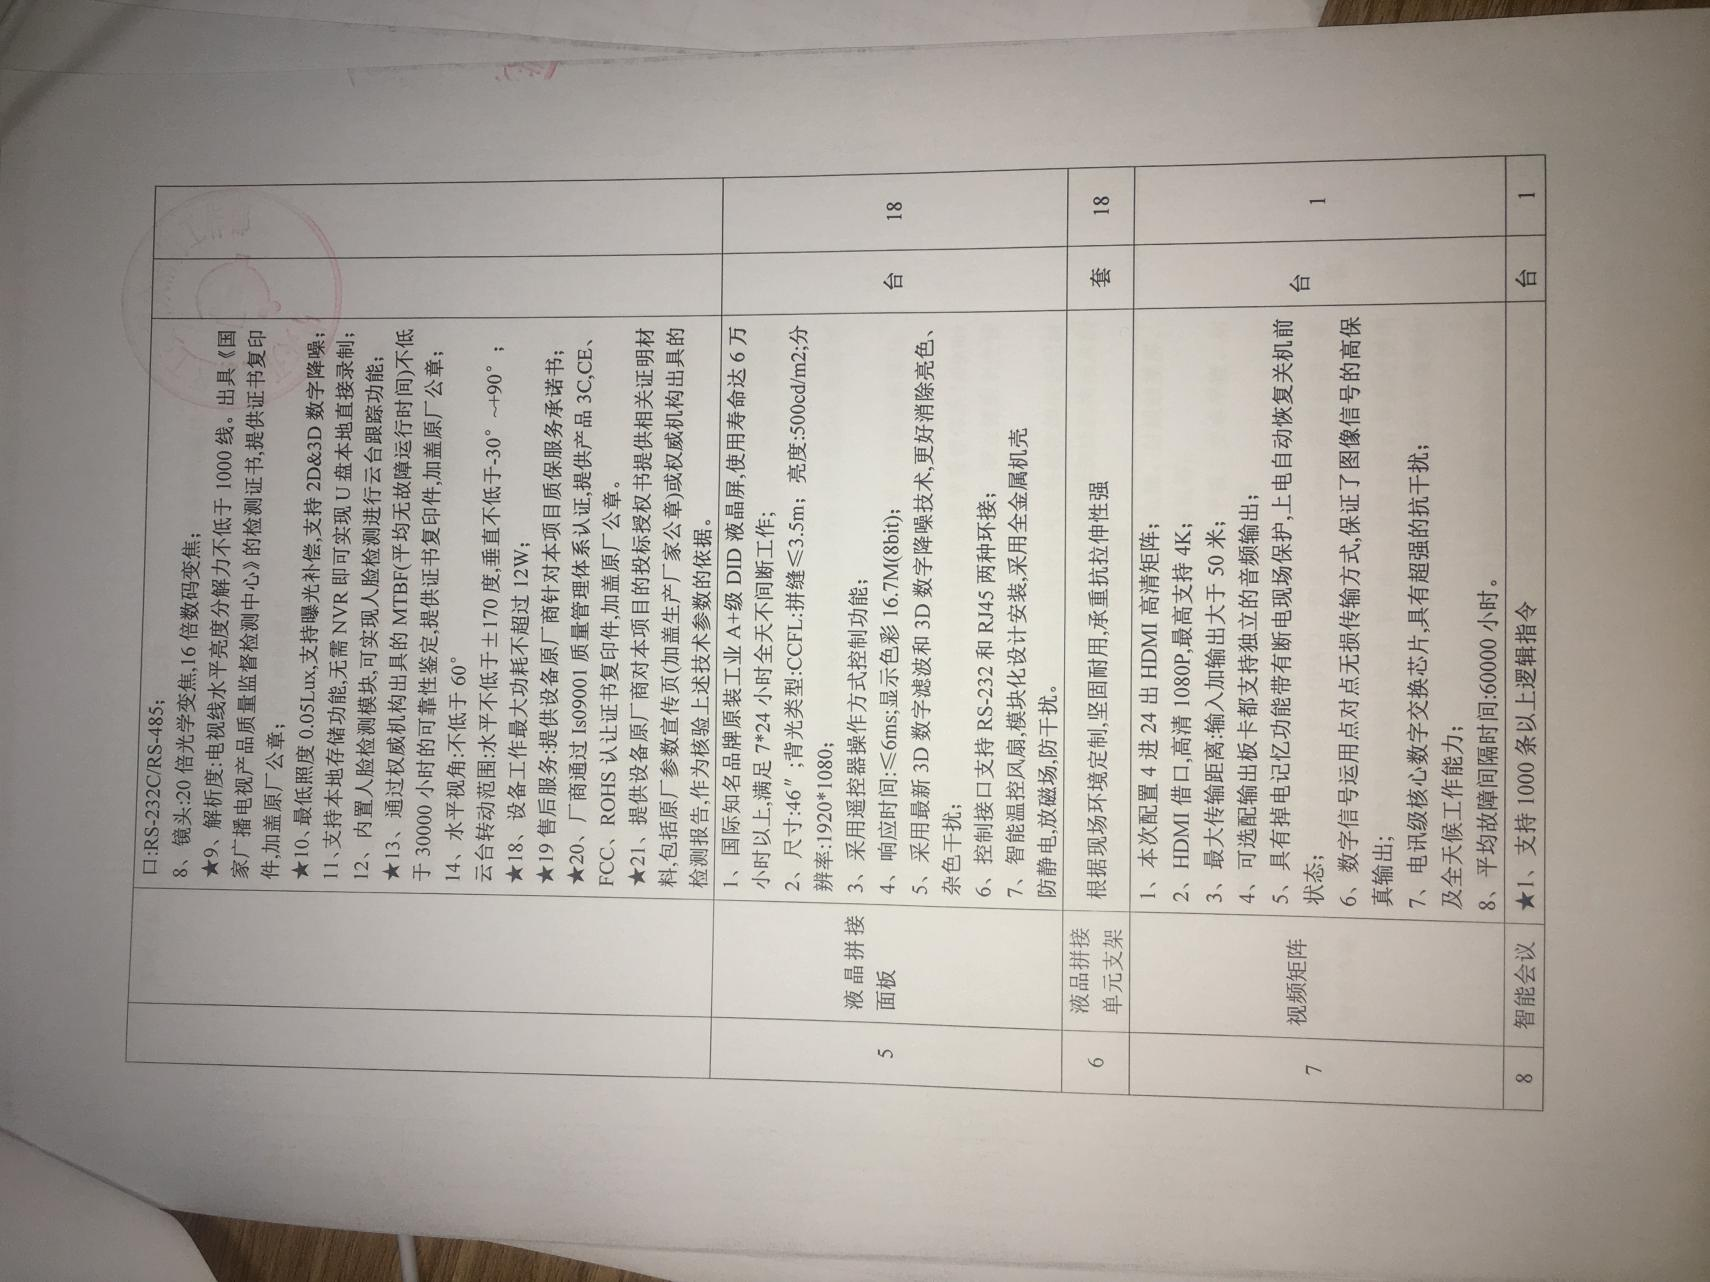 口:RS-232C/RS-485;
8、镜头:20 倍光学变焦,16 倍数码变焦;
★9、解析度:电视线水平亮度分解力不低于 1000 线。出具《国
家广播电视产品质量监督检测中心》的检测证书,提供证书复印
件,加盖原厂公章;
★10、最低照度 0.05Lux,支持曝光补偿,支持 2D&3D 数字降噪;
11、支持本地存储功能,无需 NVR 即可实现 U 盘本地直接录制;
12、内置人脸检测模块,可实现人脸检测进行云台跟踪功能;
★13、通过权威机构出具的 MTBF(平均无故障运行时间)不低
于 30000 小时的可靠性鉴定,提供证书复印件,加盖原厂公章;
14、水平视角:不低于 60°
云台转动范围:水平不低于±170 度,垂直不低于-30° ~+90° ;
★18、设备工作最大功耗不超过 12W;
★19 售后服务:提供设备原厂商针对本项目质保服务承诺书;
★20、厂商通过 Is09001 质量管理体系认证,提供产品 3C,CE、
FCC、ROHS 认让证书复印件,加盖原厂公章。
★21、提供设备原厂商对本项目的投标授权书提供相关证明材
料,包括原厂参数宣传页(加盖生产厂家公章)或权威机构出具的
检测报告,作为核验上述技术参数的依据。
5
液晶拼接
面板
1、国际知名品牌原装工业 A+级 DID 液晶屏,使用寿命达 6 万
小时以上,满足 7*24 小时全天不间断工作;
2、尺寸:46″;背光类型:CCFL:拼缝≤3.5m；亮度:500cd/m2;分
辨率:1920*1080;
3、采用遥控器操作方式控制功能;
4、响应时间:≤6ms;显示色彩 16.7M(8bit);
5、采用最新 3D 数字滤波和 3D 数字降噪技术,更好消除亮色、
杂色干扰;
6、控制接口支持 RS-232 和 RJ45 两种环接;
7、智能温控风扇,模块化设计安装,采用全金属机壳
防静电,放磁场,防干扰。
台
18
6
液品拼接
单元支架
根据现场环境定制,坚固耐用,承重抗拉伸性强
套
18
7
视频矩阵
1、本次配置 4 进 24 出 HDMI 高清矩阵;
2、HDMI 借口,高清 1080P,最高支持 4K;
3、最大传输距离:输入加输出大于 50 米;
4、可选配输出板卡都支持独立的音频输出;
5、具有掉电记忆功能带有断电现场保护,上电自动恢复关机前
状态;
6、数字信号运用点对点无损传输方式,保证了图像信号的高保
真输出;
7、电讯级核心数字交换芯片,具有超强的抗干扰;
及全天候工作能力;
8、平均故障间隔时间:60000 小时。
台
1
8
智能会议
★1、支持 1000 条以上逻辑指令
台
1